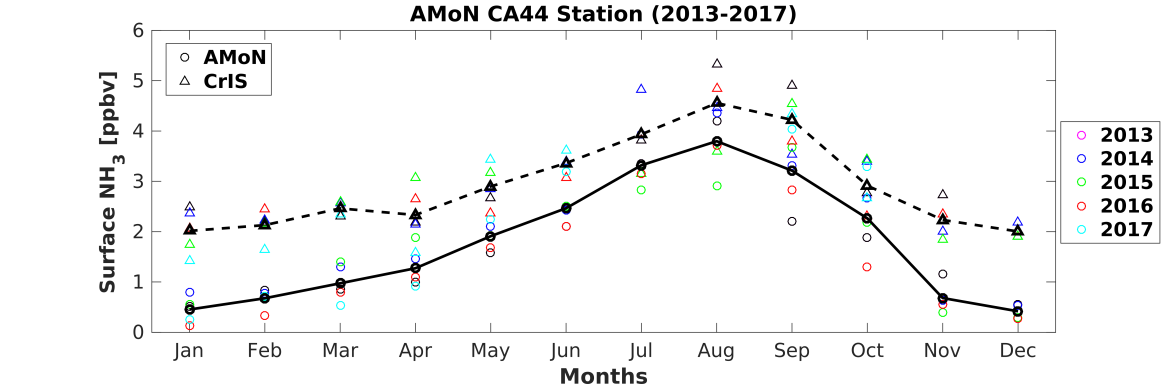 AMoN CA44 Station (2013-2017)
Surface NH3 [ppbv]
6
5
4
3
2
1
0
AMoN
CrIS
2013
2014
2015
2016
2017
Jan Feb Mar Apr May Jun Jul Aug Sep Oct Nov Dec
Months